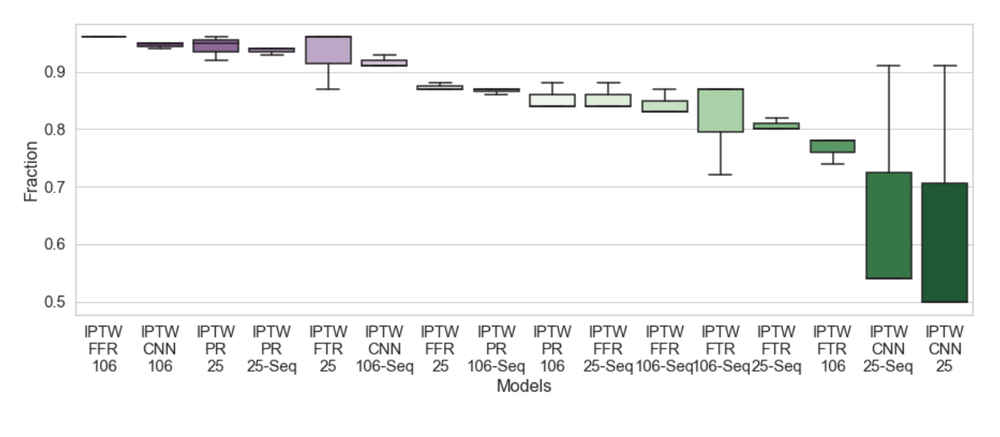 0.9
0.8
0.7
0.6
0.5
Fraction
IPTW IPTW IPTW IPTW IPTW IPTW IPTW IPTW IPTW IPTW IPTW IPTW IPTW IPTW IPTW IPTW
FFR CNN PR PR FTR CNN FFR PR PR FFR FFR FTR FTR FTR CNN CNN
106 106 25 25-Seq 25 106-Seq 25 106-Seq 106 25-Seq 106-Seq 106-Seq 25-Seq 106 25-Seq 25
Models